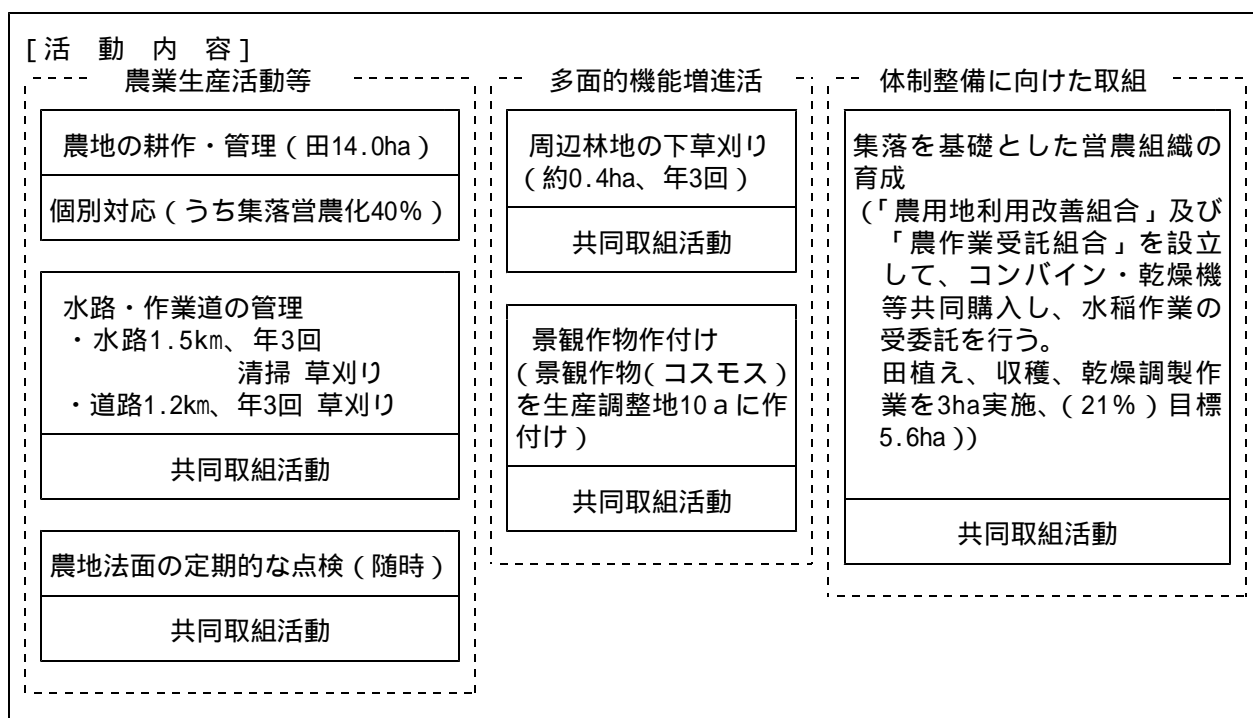 [活 動 内 容]
農業生産活動等
農地の耕作・管理(田14.0ha)
個別対応(うち集落営農化40%)
水路・作業道の管理
・水路1.5km、年3回
清掃 草刈り
・道路1.2km、年3回 草刈り
共同取組活動
農地法面の定期的な点検(随時)
共同取組活動
多面的機能増進活
周辺林地の下草刈り
(約0.4ha、年3回)
共同取組活動
景観作物作付け
(景観作物(コスモス)
を生産調整地10aに作
付け)
共同取組活動
体制整備に向けた取組
集落を基礎とした営農組織の
育成
(「農用地利用改善組合」及び
「農作業受託組合」を設立
して、コンバイン・乾燥機
等共同購入し、水稲作業の
受委託を行う。
田植え、収穫、乾燥調製作
業を3ha実施、(21%)目標
5.6ha))
共同取組活動